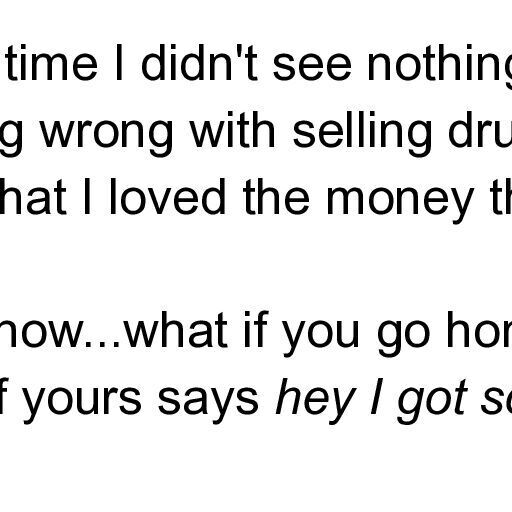 time I didn't see nothing
g wrong with selling dru
hat I loved the money th
now...what if you go hom
f yours says hey I got so